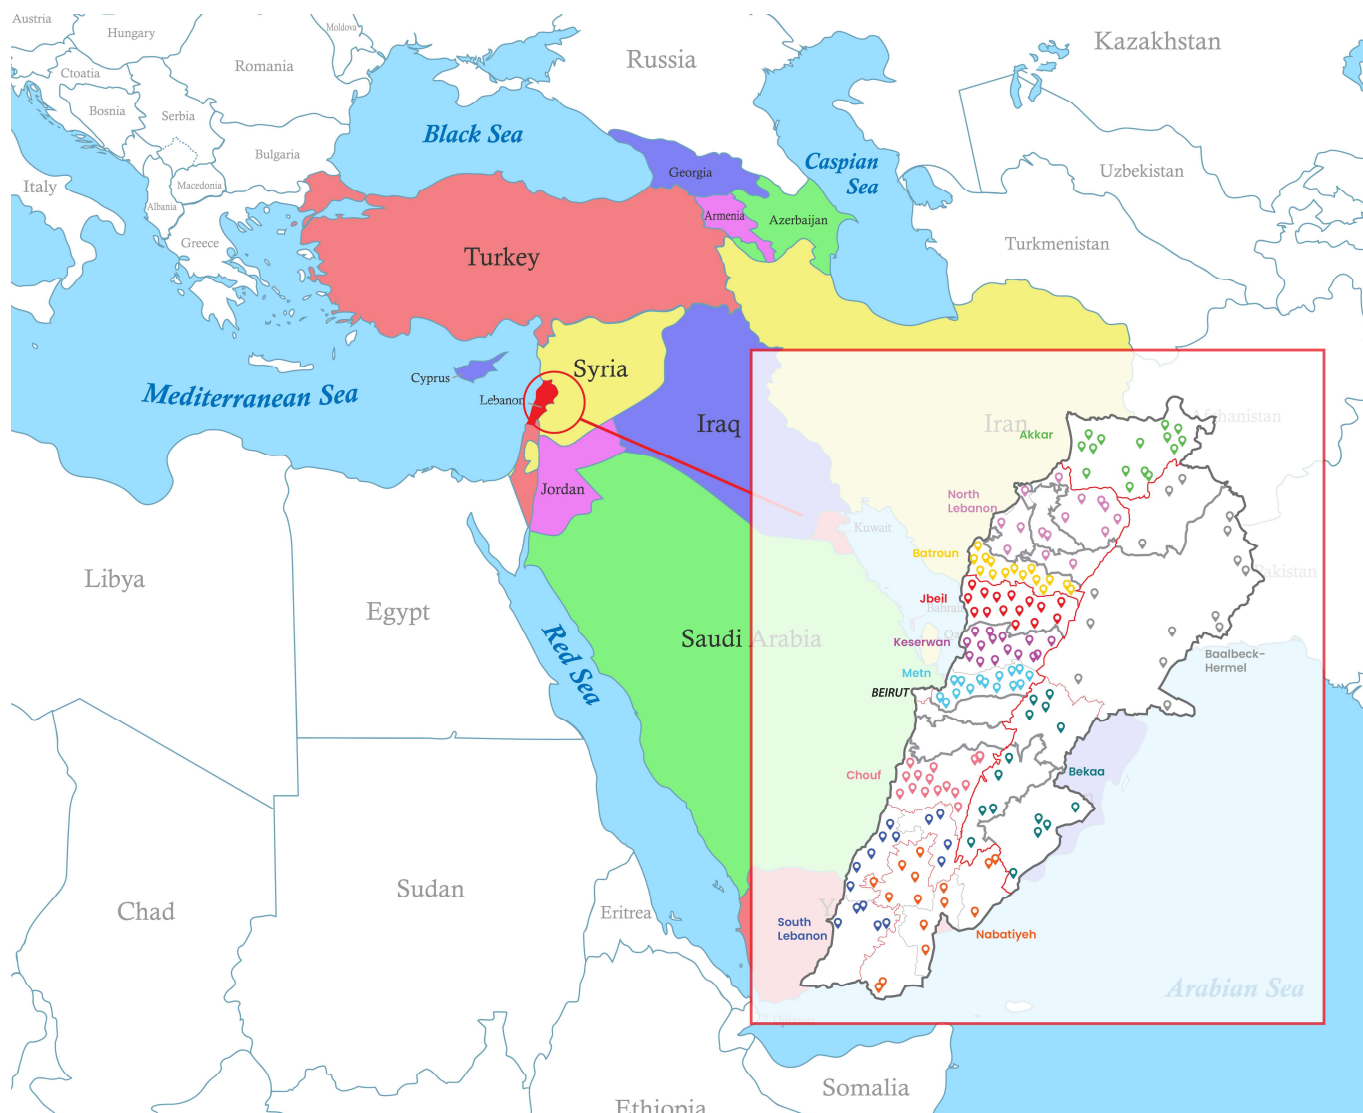 Austria
Hungary
Moldova
Russia
Kazakhstan
Romania
Croatia
Bosnia
Serbia
Black Sea
Bulgaria
Caspian
Sea
Georgia
Uzbekistan
Italy
Macedonia
Albania
Armenia
Azerbaijan
Greece
Turkmenistan
Turkey
Cyprus
Syria
Mediterranean Sea
Lebanon
Iraq
Iran
Afghanistan
Akkar
Jordan
North
Lebanon
Kuwait
Batroun
Pakistan
Libya
Egypt
Jbeil
Bahrain
Red Sea
Saudi Arabia
Keserwan
Baalbeck-
Hermel
Metn
BEIRUT
Chouf
Bekaa
Sudan
Chad
Eritrea
South
Lebanon
Nabatiyeh
Arabian Sea
Djibouti
Somalia
Ethiopia